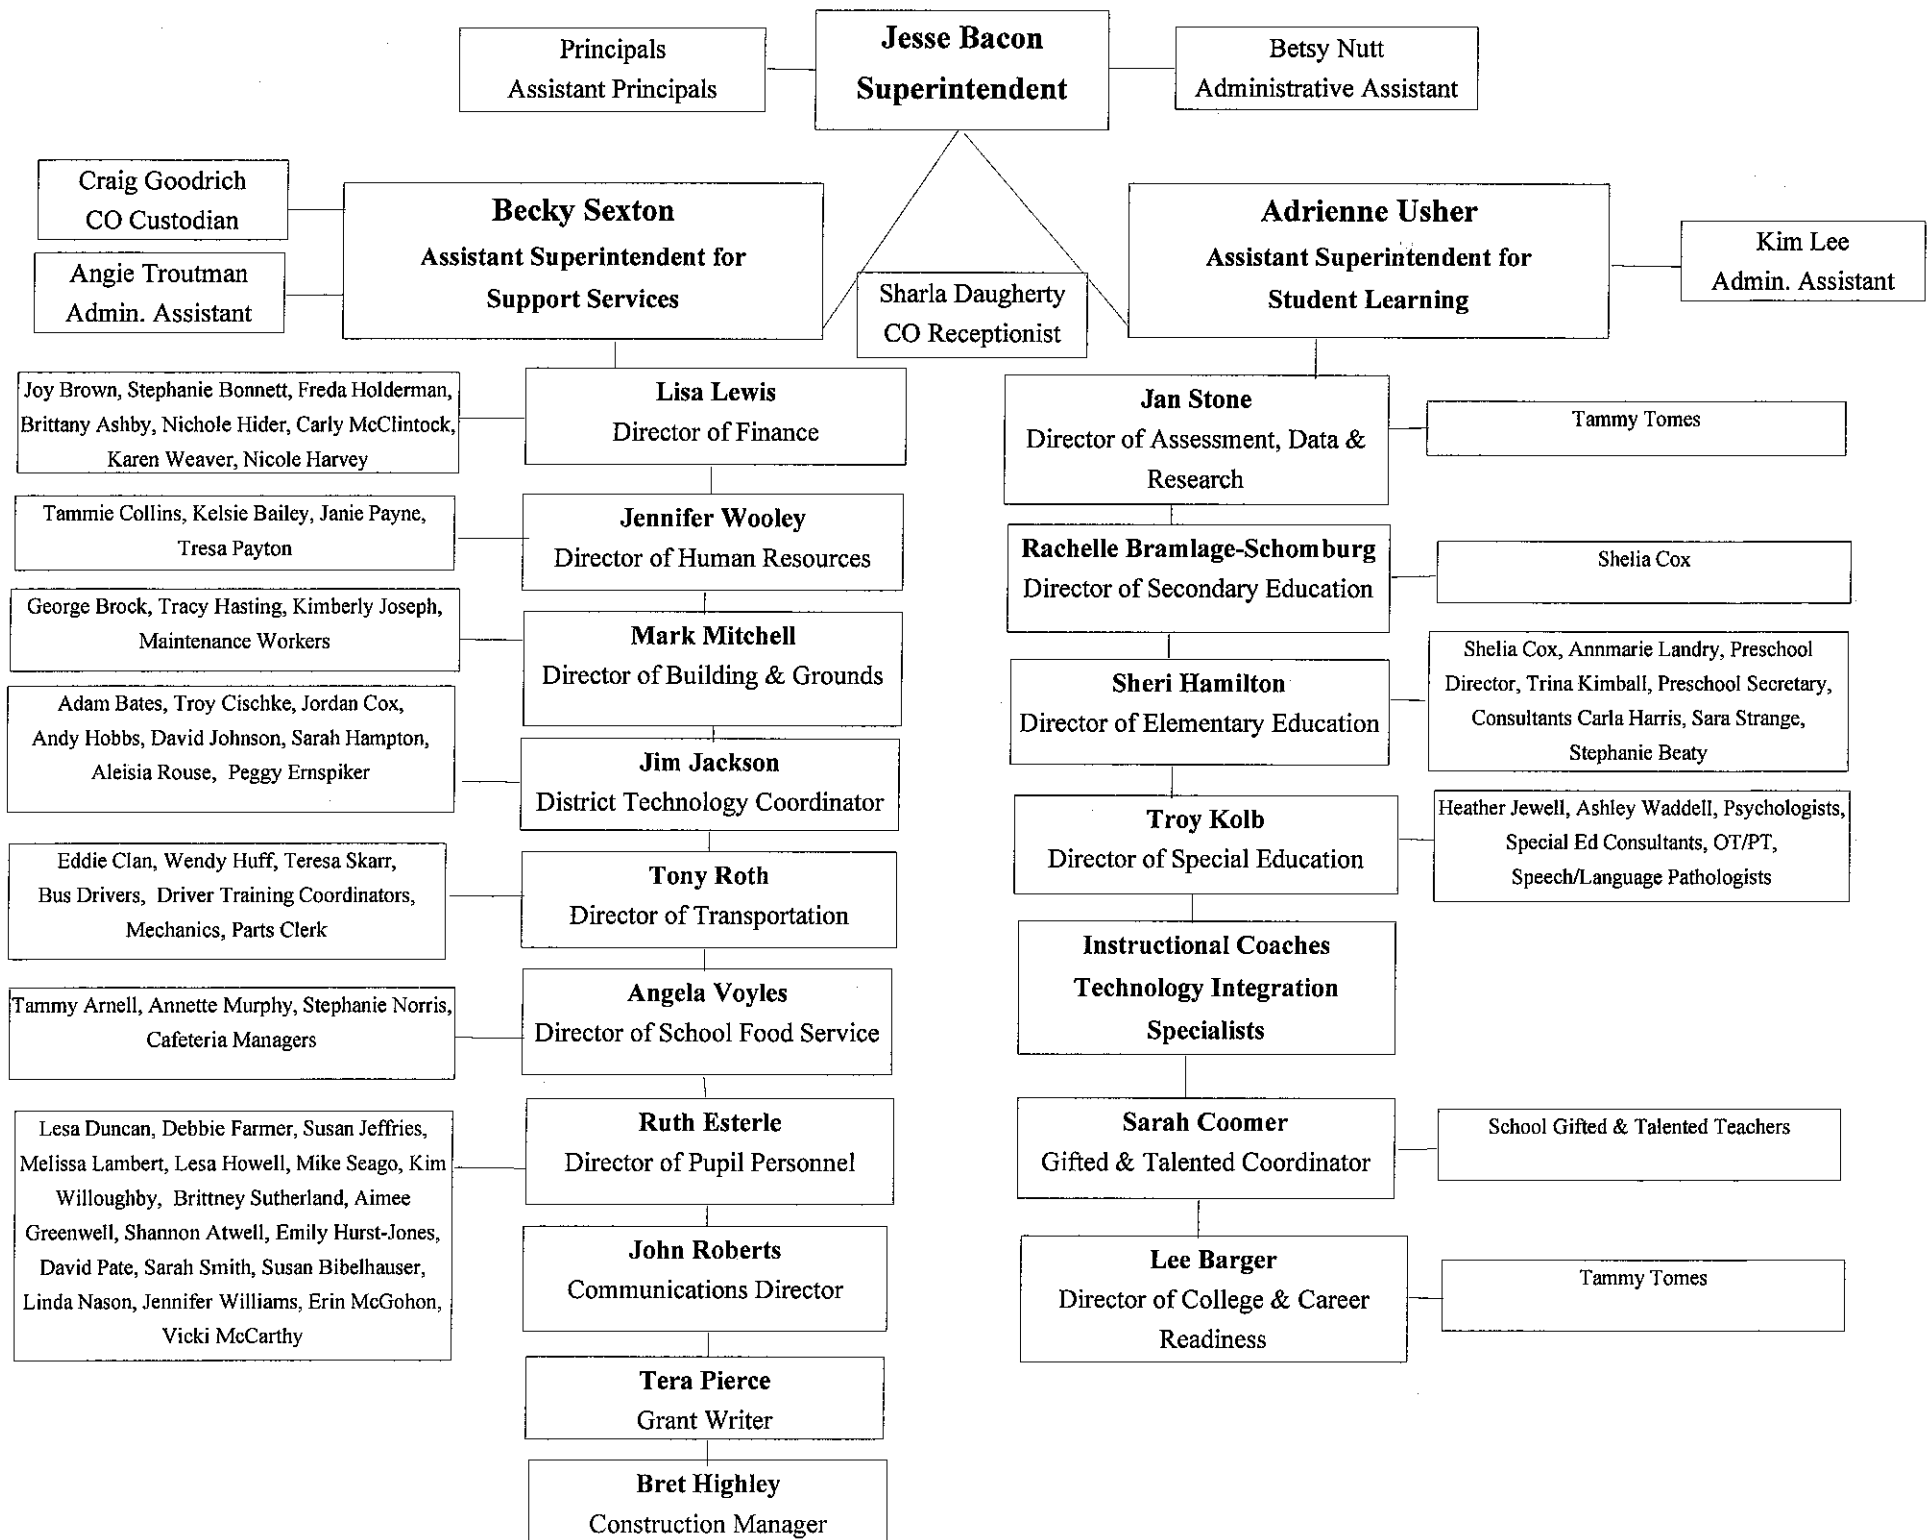 Principals
Assistant Principals
Jesse Bacon
Superintendent
Betsy Nutt
Administrative Assistant
Craig Goodrich
CO Custodian
Angie Troutman
Admin. Assistant
Becky Sexton
Assistant Superintendent for
Support Services
Sharla Daugherty
CO Receptionist
Adrienne Usher
Assistant Superintendent for
Student Learning
Kim Lee
Admin. Assistant
Joy Brown, Stephanie Bonnett, Freda Holderman,
Brittany Ashby, Nichole Hider, Carly McClintock,
Karen Weaver, Nicole Harvey
Lisa Lewis
Director of Finance
Tammie Collins, Kelsie Bailey, Janie Payne,
Tresa Payton
Jennifer Wooley
Director of Human Resources
George Brock, Tracy Hasting, Kimberly Joseph,
Maintenance Workers
Mark Mitchell
Director of Building & Grounds
Adam Bates, Troy Cischke, Jordan Cox,
Andy Hobbs, David Johnson, Sarah Hampton,
Aleisia Rouse, Peggy Ernspiker
Jim Jackson
District Technology Coordinator
Eddie Clan, Wendy Huff, Teresa Skarr,
Bus Drivers, Driver Training Coordinators,
Mechanics, Parts Clerk
Tony Roth
Director of Transportation
Tammy Arnell, Annette Murphy, Stephanie Norris,
Cafeteria Managers
Angela Voyles
Director of School Food Service
Lesa Duncan, Debbie Farmer, Susan Jeffries,
Melissa Lambert, Lesa Howell, Mike Seago, Kim
Willoughby, Brittney Sutherland, Aimee
Greenwell, Shannon Atwell, Emily Hurst-Jones,
David Pate, Sarah Smith, Susan Bibelhauser,
Linda Nason, Jennifer Williams, Erin McGohon,
Vicki McCarthy
Ruth Esterle
Director of Pupil Personnel
John Roberts
Communications Director
Tera Pierce
Grant Writer
Bret Highley
Construction Manager
Jan Stone
Director of Assessment, Data &
Research
Tammy Tomes
Rachelle Bramlage-Schomburg
Director of Secondary Education
Shelia Cox
Sheri Hamilton
Director of Elementary Education
Shelia Cox, Annmarie Landry, Preschool
Director, Trina Kimball, Preschool Secretary,
Consultants Carla Harris, Sara Strange,
Stephanie Beaty
Troy Kolb
Director of Special Education
Heather Jewell, Ashley Waddell, Psychologists,
Special Ed Consultants, OT/PT,
Speech/Language Pathologists
Instructional Coaches
Technology Integration
Specialists
Sarah Coomer
Gifted & Talented Coordinator
School Gifted & Talented Teachers
Lee Barger
Director of College & Career
Readiness
Tammy Tomes